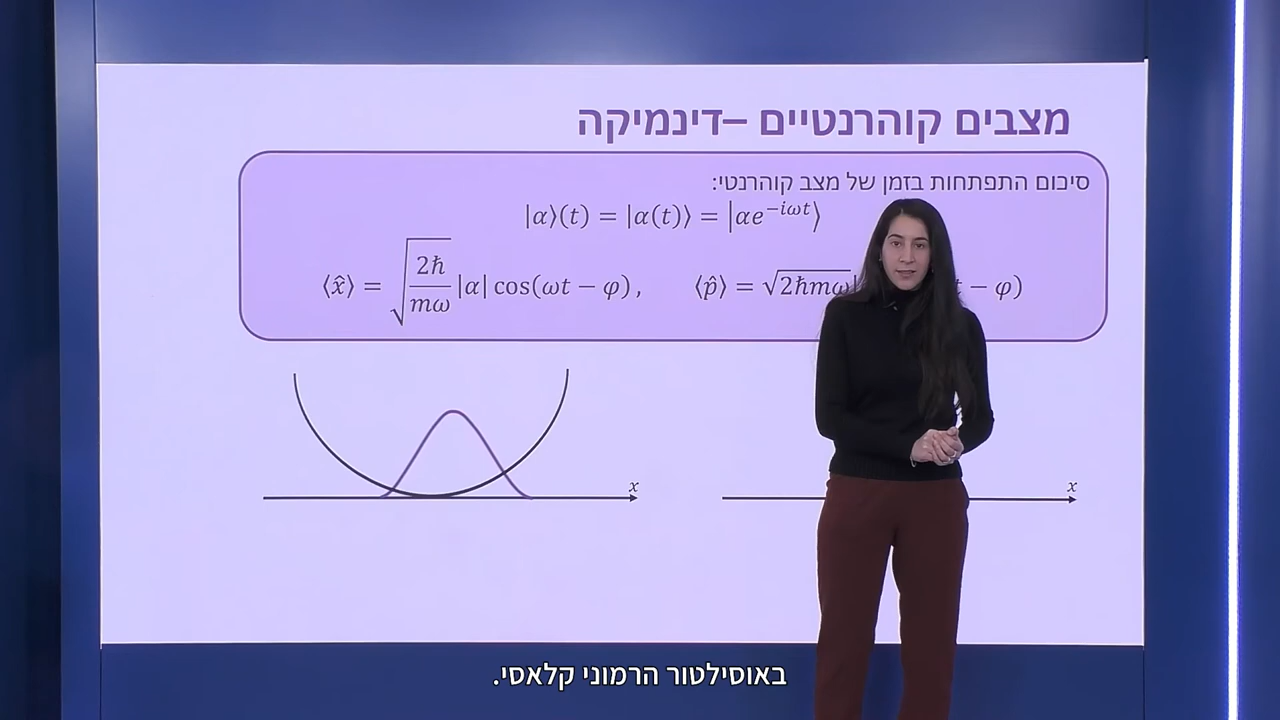 מצבים קוהרנטיים –דינמיקה
סיכום התפתחות בזמן של מצב קוהרנטי:
|α⟩(t) = |α(t)⟩ = |αe^{−iωt}⟩
⟨x̂⟩ = √(2ħ/mω) |α| cos(ωt − φ) , ⟨p̂⟩ = √2ħmω| t − φ)
x
x
באוסילטור הרמוני קלאסי.